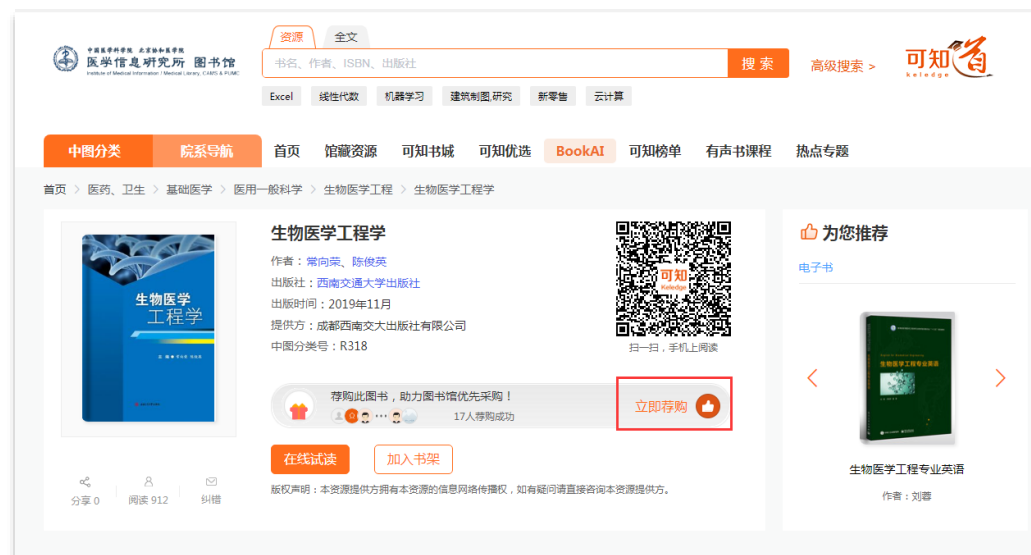 资源 全文
中国医学科学院 北京协和医学院
医学信息研究所 图书馆
Institute of Medical Information / Medical Library, CAMS & PUMC
书名、作者、ISBN、出版社 搜 索 高级搜索 >
可知道
keledge
Excel 线性代数 机器学习 建筑制图,研究 新零售 云计算
中图分类 院系导航 首页 馆藏资源 可知书城 可知优选 BookAI 可知榜单 有声书课程 热点专题
首页 > 医药、卫生 > 基础医学 > 医用一般科学 > 生物医学工程 > 生物医学工程学
生物医学
工程学
生物医学工程学
作者：常向荣、陈俊英
出版社：西南交通大学出版社
出版时间：2019年11月
提供方：成都西南交大出版社有限公司
中图分类号：R318
可知
Keledge
扫一扫，手机上阅读
荐购此图书，助力图书馆优先采购！
17人荐购成功
立即荐购
在线试读 加入书架
版权声明：本资源提供方拥有本资源的信息网络传播权，如有疑问请直接咨询本资源提供方。
分享 0 阅读 912 纠错
为您推荐
电子书
生物医学工程专业英语
生物医学工程专业英语
作者：刘蓉